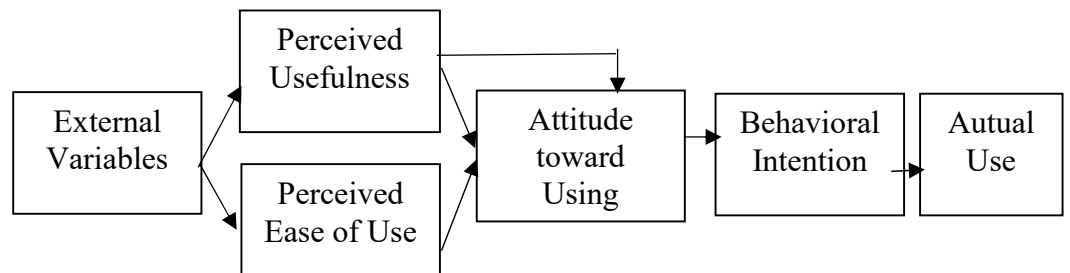 External
Variables
Perceived
Usefulness
Perceived
Ease of Use
Attitude
toward
Using
Behavioral
Intention
Autual
Use